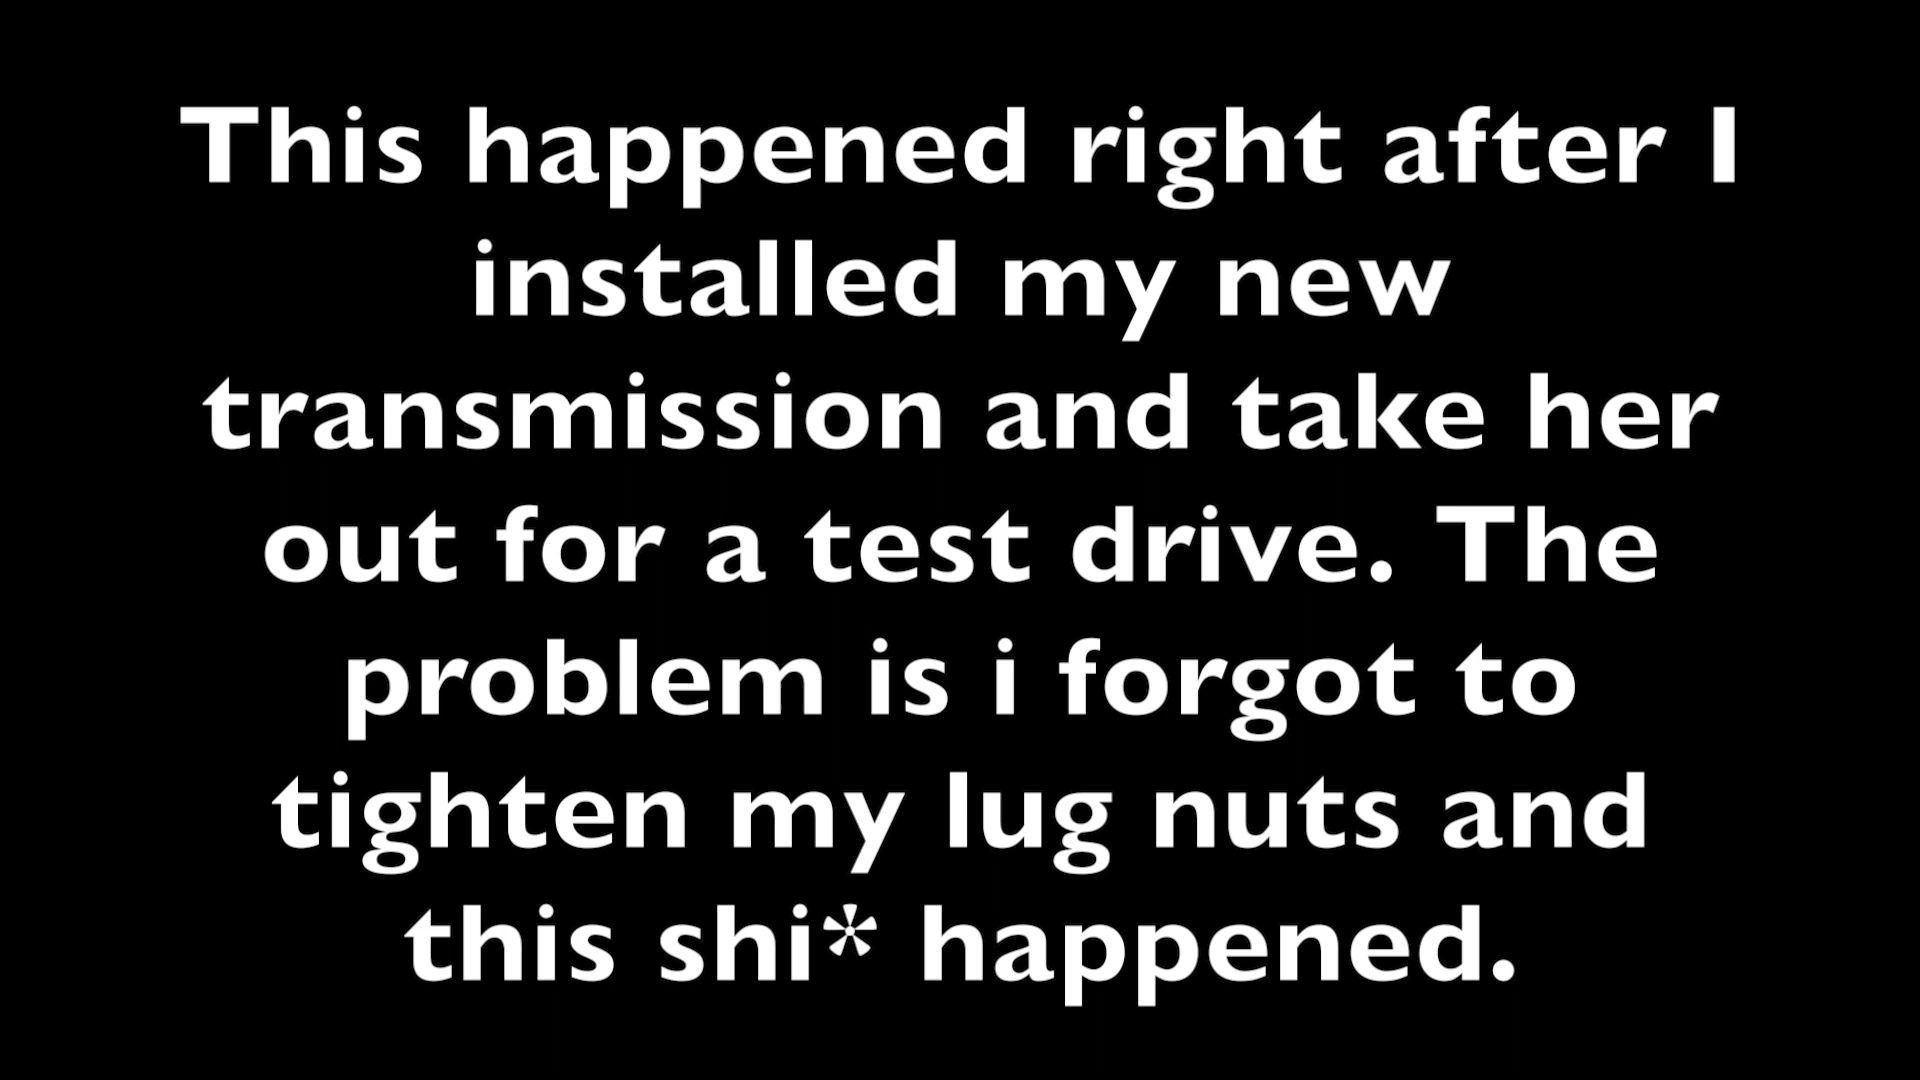 This happened right after I
installed my new
transmission and take her
out for a test drive. The
problem is i forgot to
tighten my lug nuts and
this shi* happened.